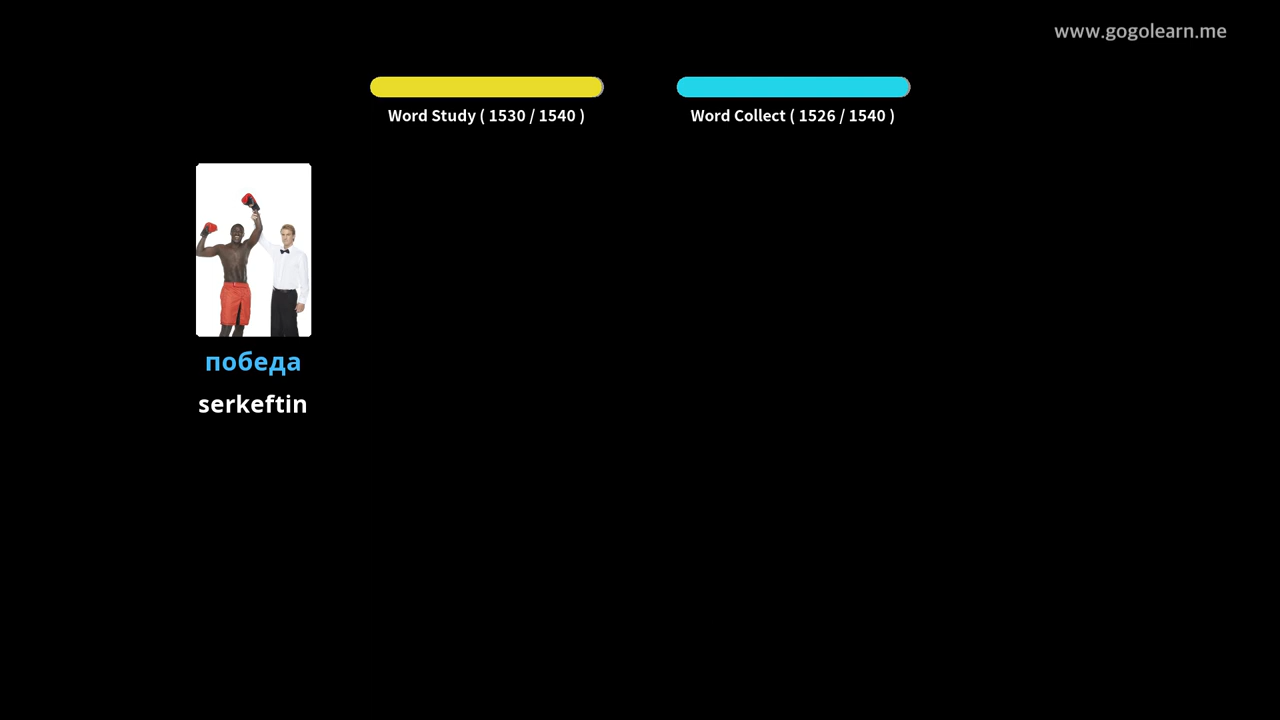 www.gogolearn.me
Word Study ( 1530 / 1540 )
Word Collect ( 1526 / 1540 )
победа
serkeftin